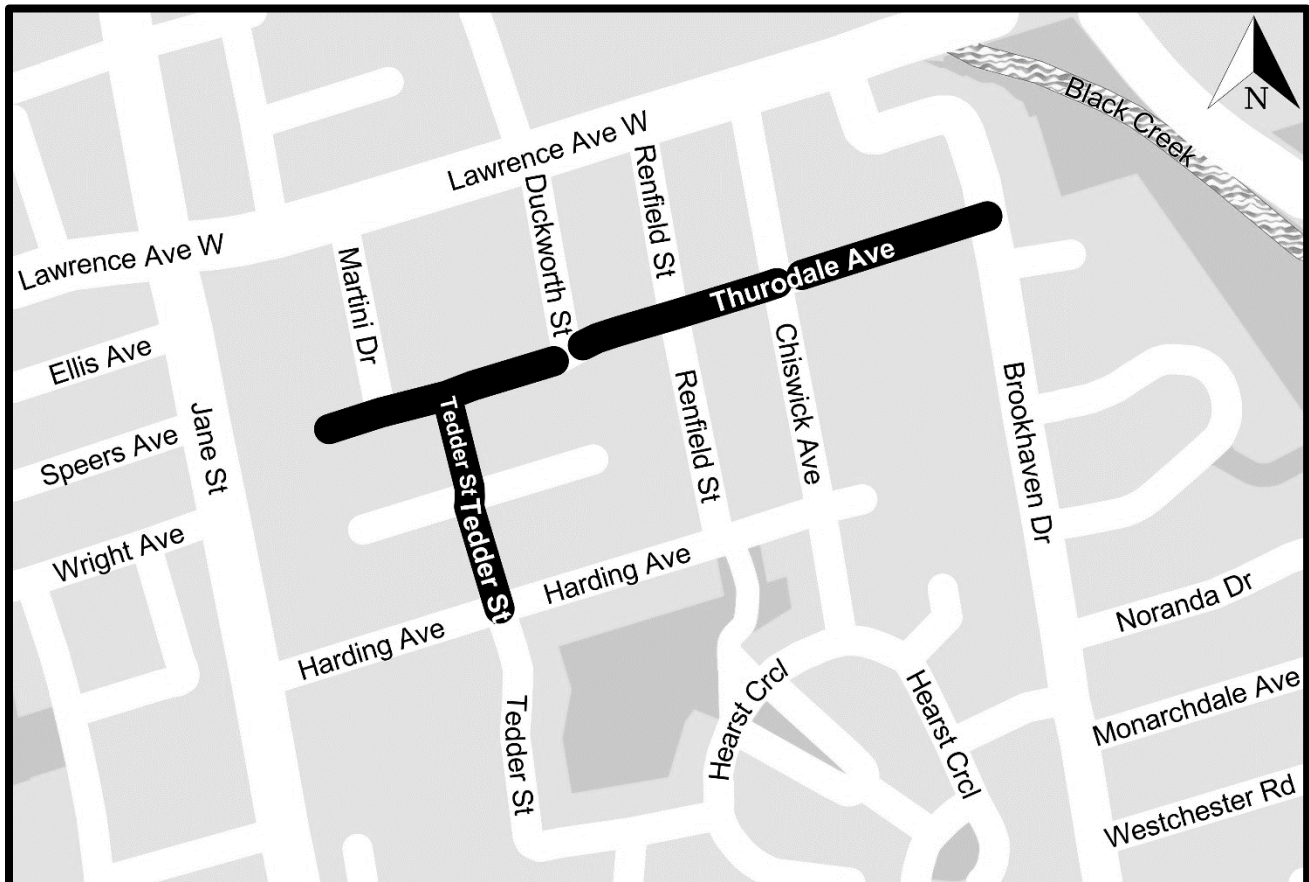 N
Black Creek
Lawrence Ave W
Renfield St
Duckworth St
Lawrence Ave W
Martini Dr
Thurodale Ave
Ellis Ave
Chiswick Ave
Brookhaven Dr
Renfield St
Jane St
Tedder St
Speers Ave
Tedder St
Wright Ave
Harding Ave
Noranda Dr
Harding Ave
Hearst Crcl
Hearst Crcl
Monarchdale Ave
Tedder St
Westchester Rd